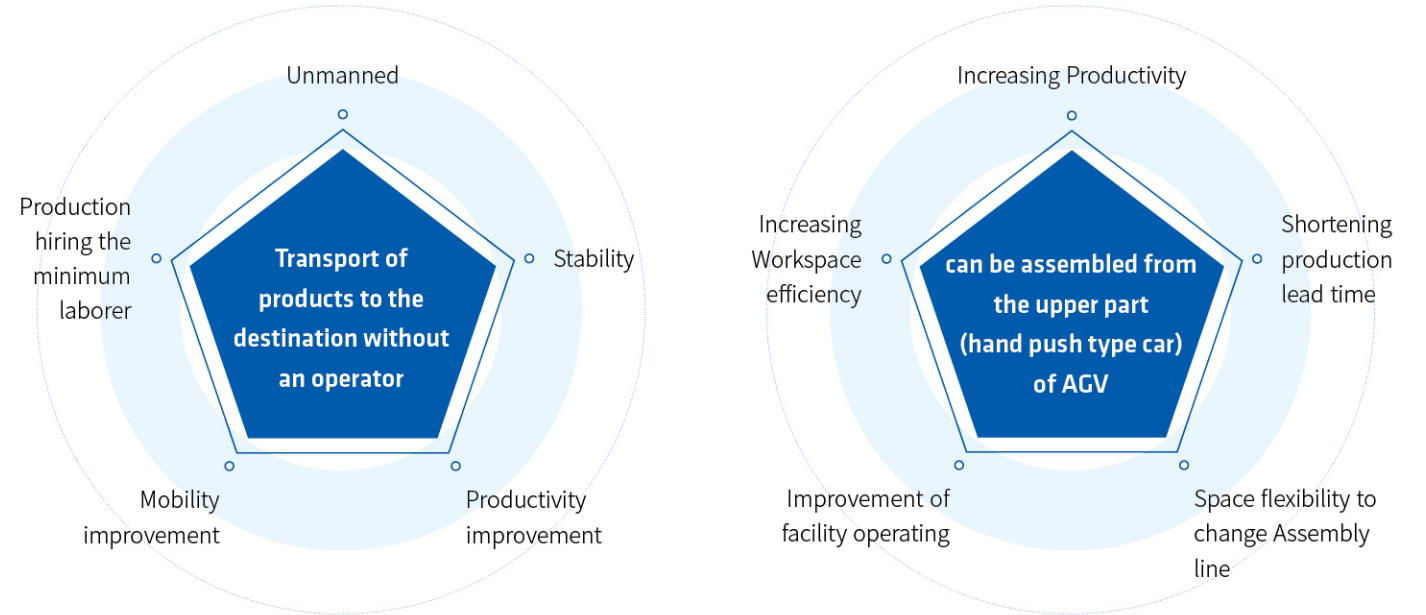 Unmanned
Production
hiring the
minimum
laborer
Transport of
products to the
destination without
an operator
Stability
Mobility
improvement
Productivity
improvement
Increasing Productivity
Increasing
Workspace
efficiency
can be assembled from
the upper part
(hand push type car)
of AGV
Shortening
production
lead time
Improvement of
facility operating
Space flexibility to
change Assembly
line